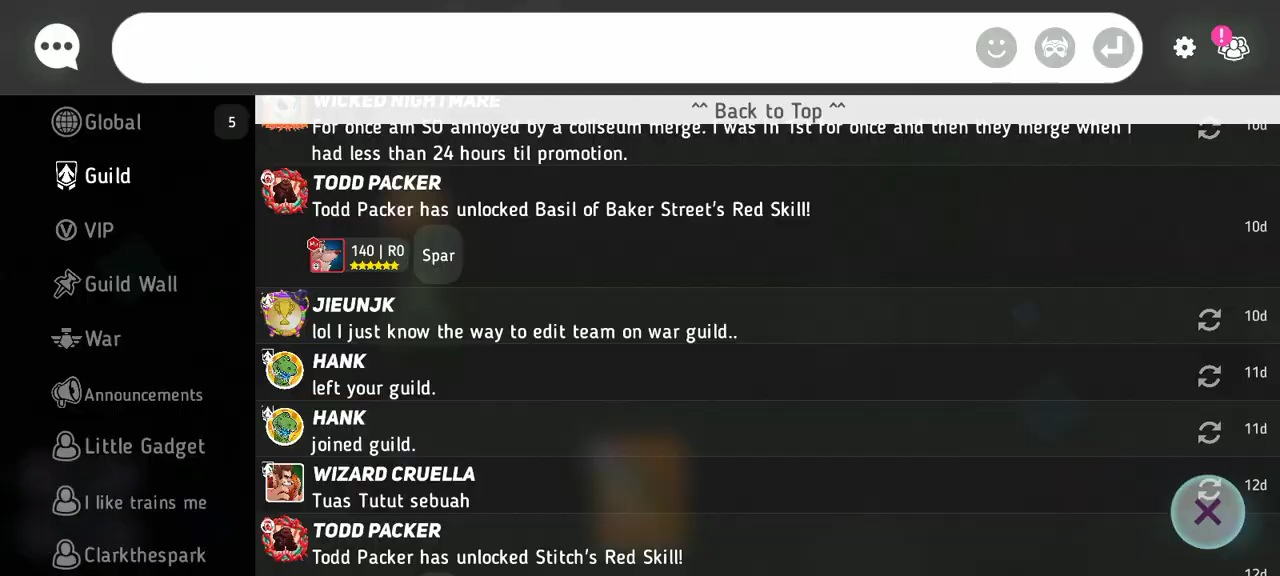 Global
5
Guild
VIP
Guild Wall
War
Announcements
Little Gadget
I like trains me
Clarkthespark
^^ Back to Top ^^
WICKED NIGHTMARE
10d
For once am SO annoyed by a coliseum merge. I was in 1st for once and then they merge when I
had less than 24 hours til promotion.
TODD PACKER
Todd Packer has unlocked Basil of Baker Street's Red Skill!
10d
140 | R0
Spar
JIEUNJK
10d
lol I just know the way to edit team on war guild..
HANK
11d
left your guild.
HANK
11d
joined guild.
WIZARD CRUELLA
12d
Tuas Tutut sebuah
TODD PACKER
Todd Packer has unlocked Stitch's Red Skill!
12d